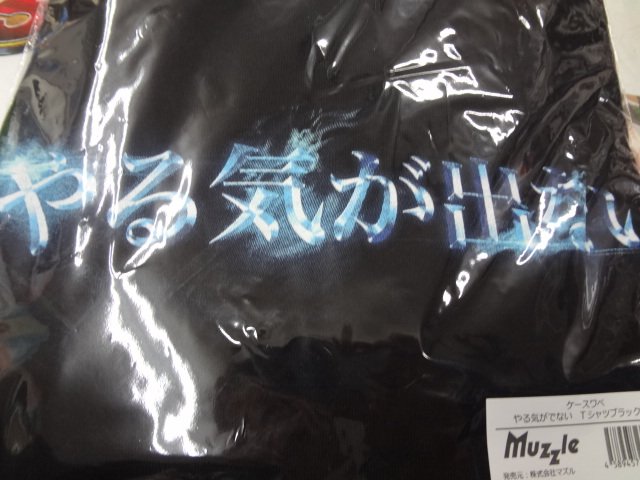 やる気が出ない
ケースワベ
やる気がでない Tシャツブラック
Muzzle
発売元：株式会社マズル